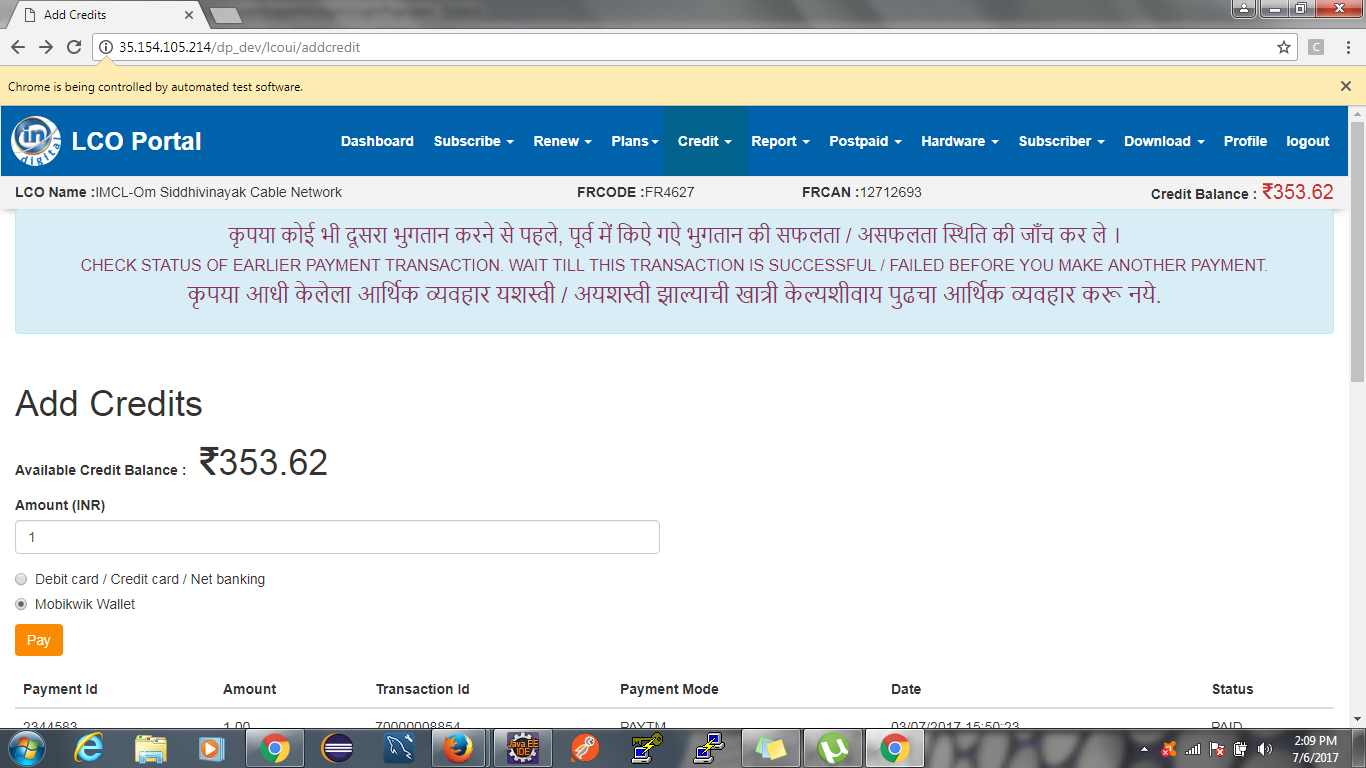 Add Credits
35.154.105.214/dp_dev/lcoui/addcredit
C
Chrome is being controlled by automated test software.
in digital
LCO Portal
Dashboard Subscribe Renew Plans Credit Report Postpaid Hardware Subscriber Download Profile logout
LCO Name :IMCL-Om Siddhivinayak Cable Network FRCODE :FR4627 FRCAN :12712693 Credit Balance : ₹353.62
कृपया कोई भी दूसरा भुगतान करने से पहले, पूर्व में किऐ गऐ भुगतान की सफलता / असफलता स्थिति की जाँच कर ले ।
CHECK STATUS OF EARLIER PAYMENT TRANSACTION. WAIT TILL THIS TRANSACTION IS SUCCESSFUL / FAILED BEFORE YOU MAKE ANOTHER PAYMENT.
कृपया आधी केलेला आर्थिक व्यवहार यशस्वी / अयशस्वी झाल्याची खात्री केल्यशीवाय पुढचा आर्थिक व्यवहार करू नये.
Add Credits
Available Credit Balance : ₹353.62
Amount (INR)
1
Debit card / Credit card / Net banking
Mobikwik Wallet
Pay
Payment Id Amount Transaction Id Payment Mode Date Status
2344583 1.00 70000008854 PAYTM 03/07/2017 15:50:23 PAID
Java EE
IDE
2:09 PM
7/6/2017